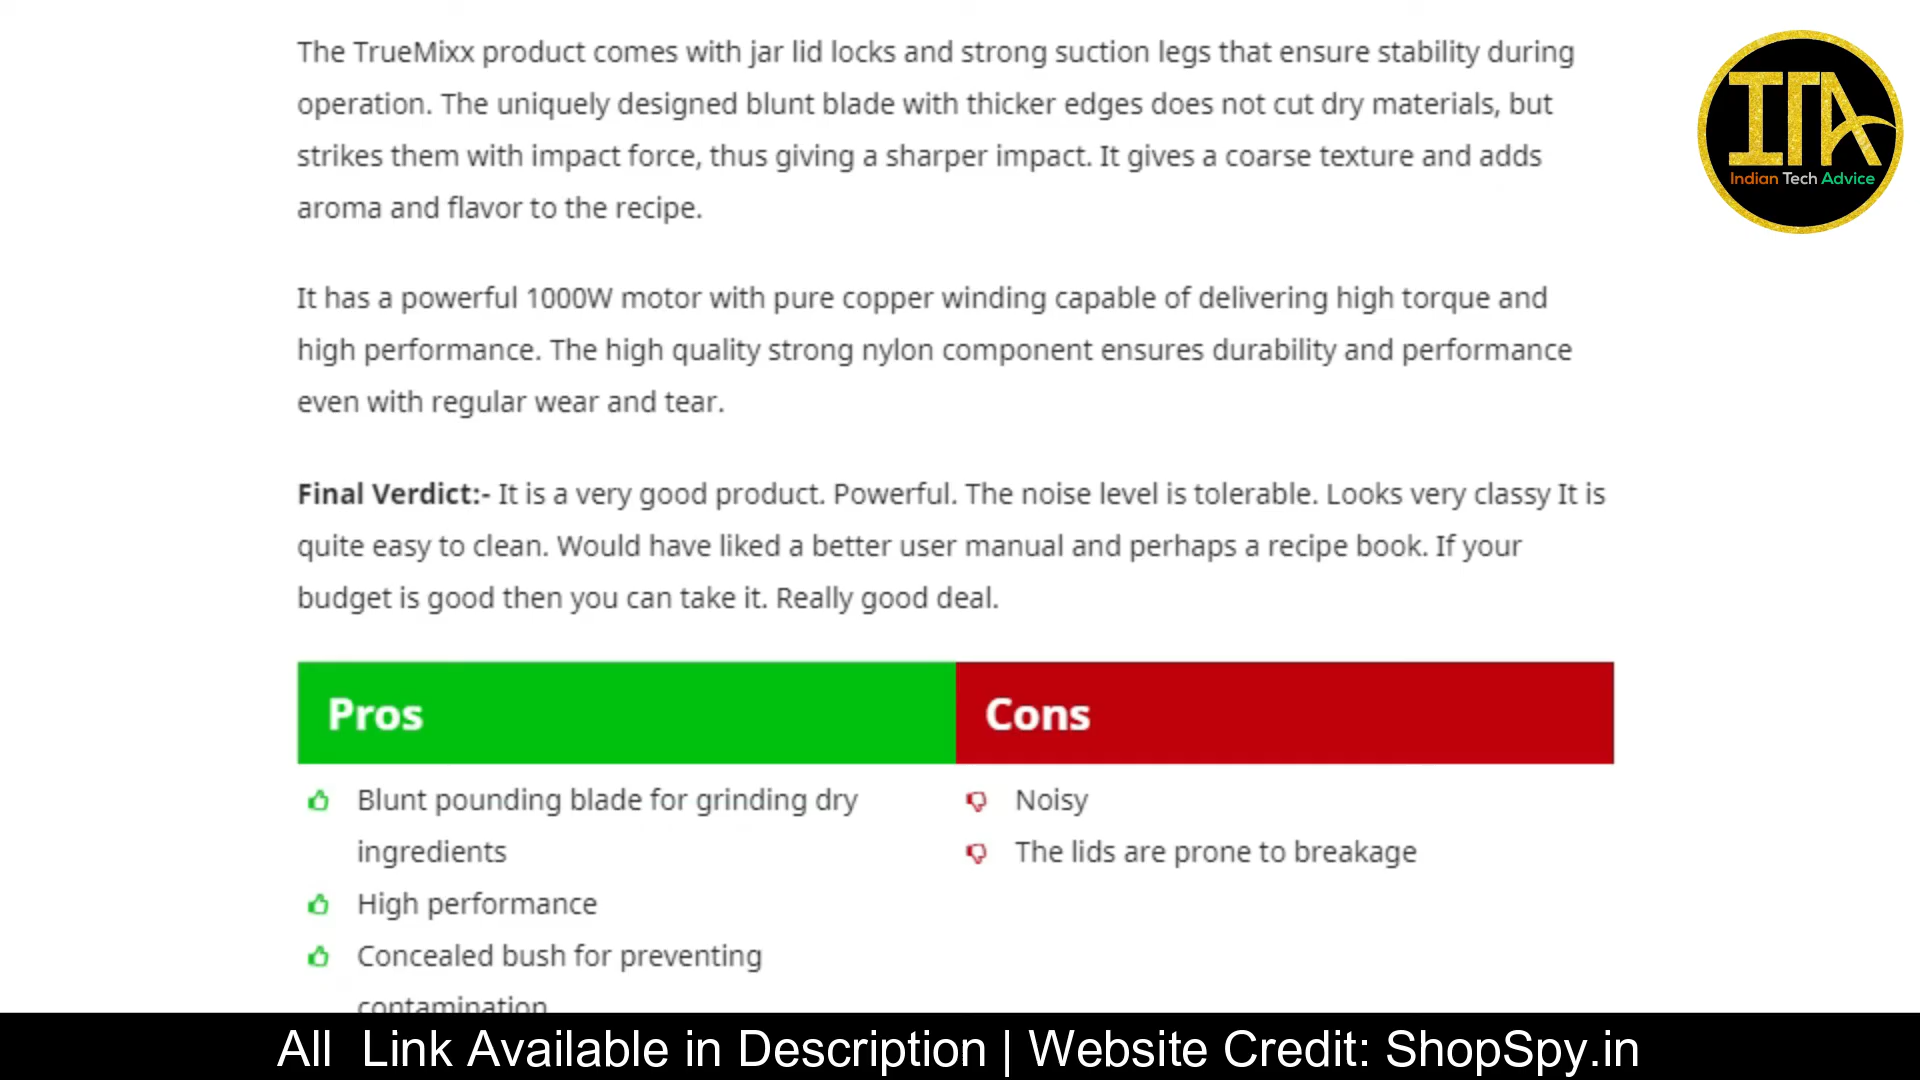 The TrueMixx product comes with jar lid locks and strong suction legs that ensure stability during
operation. The uniquely designed blunt blade with thicker edges does not cut dry materials, but
strikes them with impact force, thus giving a sharper impact. It gives a coarse texture and adds
aroma and flavor to the recipe.
ITA
Indian Tech Advice
It has a powerful 1000W motor with pure copper winding capable of delivering high torque and
high performance. The high quality strong nylon component ensures durability and performance
even with regular wear and tear.
Final Verdict:- It is a very good product. Powerful. The noise level is tolerable. Looks very classy It is
quite easy to clean. Would have liked a better user manual and perhaps a recipe book. If your
budget is good then you can take it. Really good deal.
Pros
Blunt pounding blade for grinding dry
ingredients
High performance
Concealed bush for preventing
contamination
Cons
Noisy
The lids are prone to breakage
All  Link Available in Description | Website Credit: ShopSpy.in